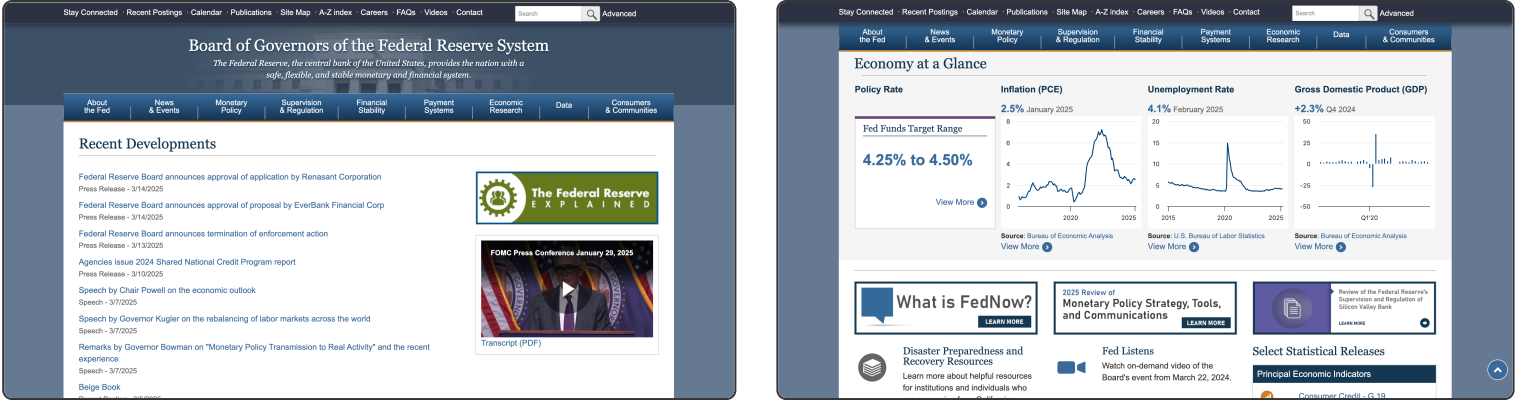 Stay Connected · Recent Postings · Calendar · Publications · Site Map · A-Z index · Careers · FAQs · Videos · Contact Search Advanced
Board of Governors of the Federal Reserve System
The Federal Reserve, the central bank of the United States, provides the nation with a
safe, flexible, and stable monetary and financial system.
About the Fed
News & Events
Monetary Policy
Supervision & Regulation
Financial Stability
Payment Systems
Economic Research
Data
Consumers & Communities
Recent Developments
Federal Reserve Board announces approval of application by Renasant Corporation
Press Release - 3/14/2025
Federal Reserve Board announces approval of proposal by EverBank Financial Corp
Press Release - 3/14/2025
Federal Reserve Board announces termination of enforcement action
Press Release - 3/13/2025
Agencies issue 2024 Shared National Credit Program report
Press Release - 3/10/2025
Speech by Chair Powell on the economic outlook
Speech - 3/7/2025
Speech by Governor Kugler on the rebalancing of labor markets across the world
Speech - 3/7/2025
Remarks by Governor Bowman on "Monetary Policy Transmission to Real Activity" and the recent
experience
Speech - 3/7/2025
Beige Book
The Federal Reserve
EXPLAINED
FOMC Press Conference January 29, 2025
Transcript (PDF)
Stay Connected · Recent Postings · Calendar · Publications · Site Map · A-Z index · Careers · FAQs · Videos · Contact Search Advanced
About the Fed
News & Events
Monetary Policy
Supervision & Regulation
Financial Stability
Payment Systems
Economic Research
Data
Consumers & Communities
Economy at a Glance
Policy Rate
Fed Funds Target Range
4.25% to 4.50%
View More
Inflation (PCE)
2.5% January 2025
8
6
4
2
0
2020 2025
Source: Bureau of Economic Analysis
View More
Unemployment Rate
4.1% February 2025
20
15
10
5
0
2015 2020 2025
Source: U.S. Bureau of Labor Statistics
View More
Gross Domestic Product (GDP)
+2.3% Q4 2024
50
25
0
−25
−50
Q1'20
Source: Bureau of Economic Analysis
View More
What is FedNow?
LEARN MORE
2025 Review of
Monetary Policy Strategy, Tools,
and Communications
LEARN MORE
Review of the Federal Reserve's
Supervision and Regulation of
Silicon Valley Bank
LEARN MORE
Disaster Preparedness and
Recovery Resources
Learn more about helpful resources
for institutions and individuals who
Fed Listens
Watch on-demand video of the
Board's event from March 22, 2024.
Select Statistical Releases
Principal Economic Indicators
Consumer Credit - G.19